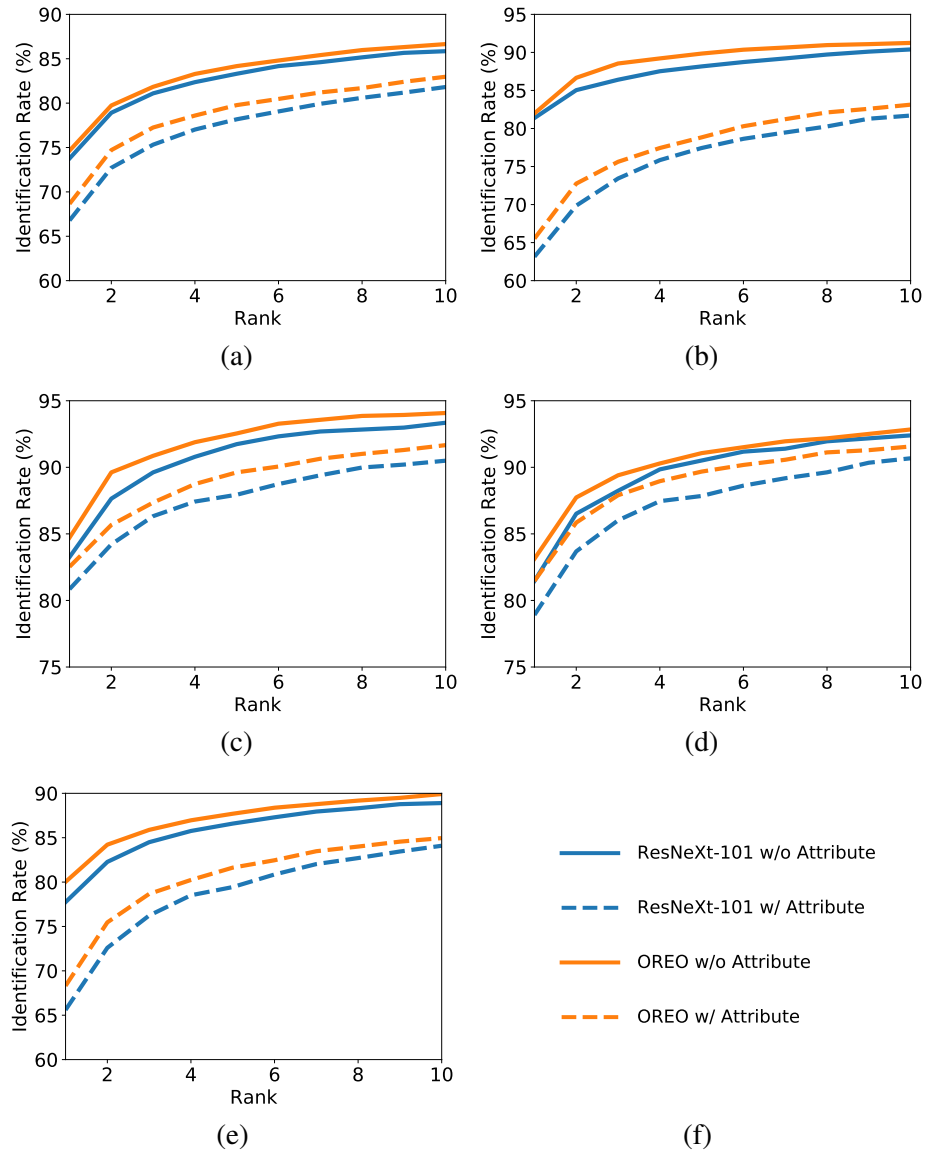 90
85
80
75
70
65
60
Identification Rate (%)
2 4 6 8 10
Rank
(a)
95
90
85
80
75
70
65
60
Identification Rate (%)
2 4 6 8 10
Rank
(b)
95
90
85
80
75
Identification Rate (%)
2 4 6 8 10
Rank
(c)
95
90
85
80
75
Identification Rate (%)
2 4 6 8 10
Rank
(d)
90
85
80
75
70
65
60
Identification Rate (%)
2 4 6 8 10
Rank
(e)
ResNeXt-101 w/o Attribute
ResNeXt-101 w/ Attribute
OREO w/o Attribute
OREO w/ Attribute
(f)